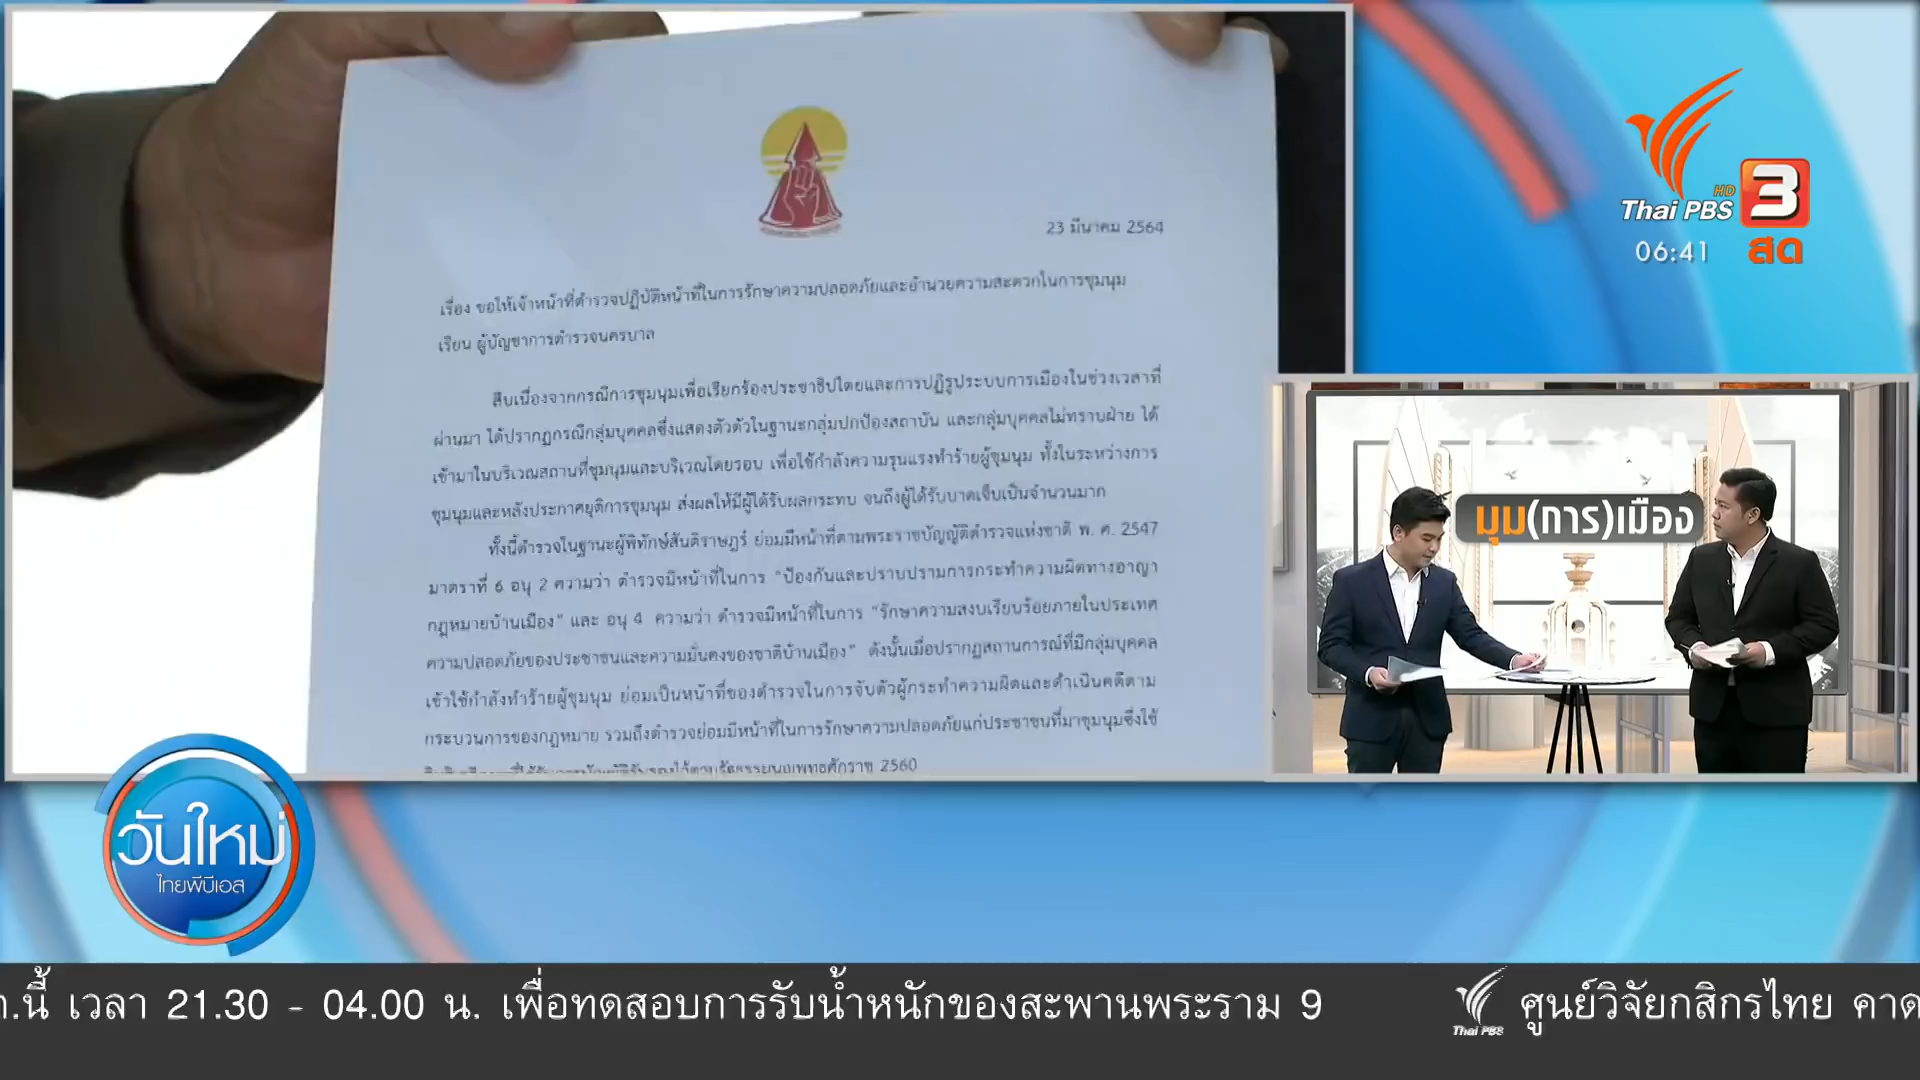 23 มีนาคม 2564
เรื่อง ขอให้เจ้าหน้าที่ตำรวจปฏิบัติหน้าที่ในการรักษาความปลอดภัยและอำนวยความสะดวกในการชุมนุม
เรียน ผู้บัญชาการตำรวจนครบาล
สืบเนื่องจากกรณีการชุมนุมเพื่อเรียกร้องประชาธิปไตยและการปฏิรูประบบการเมืองในช่วงเวลาที่
ผ่านมา ได้ปรากฏกรณีกลุ่มบุคคลซึ่งแสดงตัวตัวในฐานะกลุ่มปกป้องสถาบัน และกลุ่มบุคคลไม่ทราบฝ่าย ได้
เข้ามาในบริเวณสถานที่ชุมนุมและบริเวณโดยรอบ เพื่อใช้กำลังความรุนแรงทำร้ายผู้ชุมนุม ทั้งในระหว่างการ
ชุมนุมและหลังประกาศยุติการชุมนุม ส่งผลให้มีผู้ได้รับผลกระทบ จนถึงผู้ได้รับบาดเจ็บเป็นจำนวนมาก
ทั้งนี้ตำรวจในฐานะผู้พิทักษ์สันติราษฎร์ ย่อมมีหน้าที่ตามพระราชบัญญัติตำรวจแห่งชาติ พ. ศ. 2547
มาตราที่ 6 อนุ 2 ความว่า ตำรวจมีหน้าที่ในการ "ป้องกันและปราบปรามการกระทำความผิดทางอาญา
กฎหมายบ้านเมือง" และ อนุ 4 ความว่า ตำรวจมีหน้าที่ในการ "รักษาความสงบเรียบร้อยภายในประเทศ
ความปลอดภัยของประชาชนและความมั่นคงของชาติบ้านเมือง" ดังนั้นเมื่อปรากฏสถานการณ์ที่มีกลุ่มบุคคล
เข้าใช้กำลังทำร้ายผู้ชุมนุม ย่อมเป็นหน้าที่ของตำรวจในการจับตัวผู้กระทำความผิดและดำเนินคดีตาม
กระบวนการของกฎหมาย รวมถึงตำรวจย่อมมีหน้าที่ในการรักษาความปลอดภัยแก่ประชาชนที่มาชุมนุมซึ่งใช้
2560
Thai PBS HD 3
06:41 สด
มุม(การ)เมือง
วันใหม่
ไทยพีบีเอส
.นี้ เวลา 21.30 - 04.00 น. เพื่อทดสอบการรับน้ำหนักของสะพานพระราม 9
Thai PBS ศูนย์วิจัยกสิกรไทย คาด